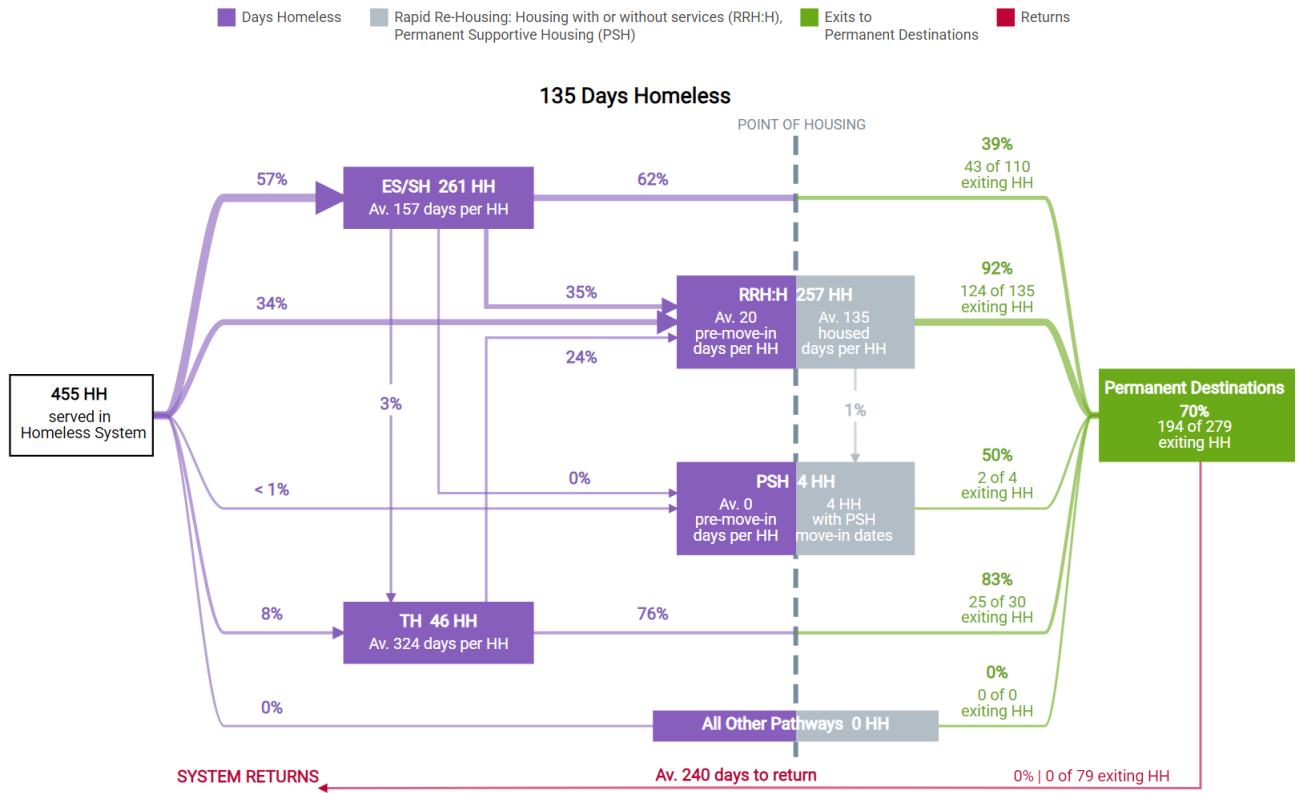 Days Homeless
Rapid Re-Housing: Housing with or without services (RRH:H),
Permanent Supportive Housing (PSH)
Exits to
Permanent Destinations
Returns
135 Days Homeless
POINT OF HOUSING
57%
ES/SH 261 HH
Av. 157 days per HH
62%
39%
43 of 110
exiting HH
34%
35%
24%
RRH:H 257 HH
Av. 20
pre-move-in
days per HH
Av. 135
housed
days per HH
92%
124 of 135
exiting HH
455 HH
served in
Homeless System
3%
1%
Permanent Destinations
70%
194 of 279
exiting HH
< 1%
0%
PSH 4 HH
Av. 0
pre-move-in
days per HH
4 HH
with PSH
move-in dates
50%
2 of 4
exiting HH
8%
TH 46 HH
Av. 324 days per HH
76%
83%
25 of 30
exiting HH
0%
All Other Pathways 0 HH
0%
0 of 0
exiting HH
SYSTEM RETURNS
Av. 240 days to return
0% | 0 of 79 exiting HH